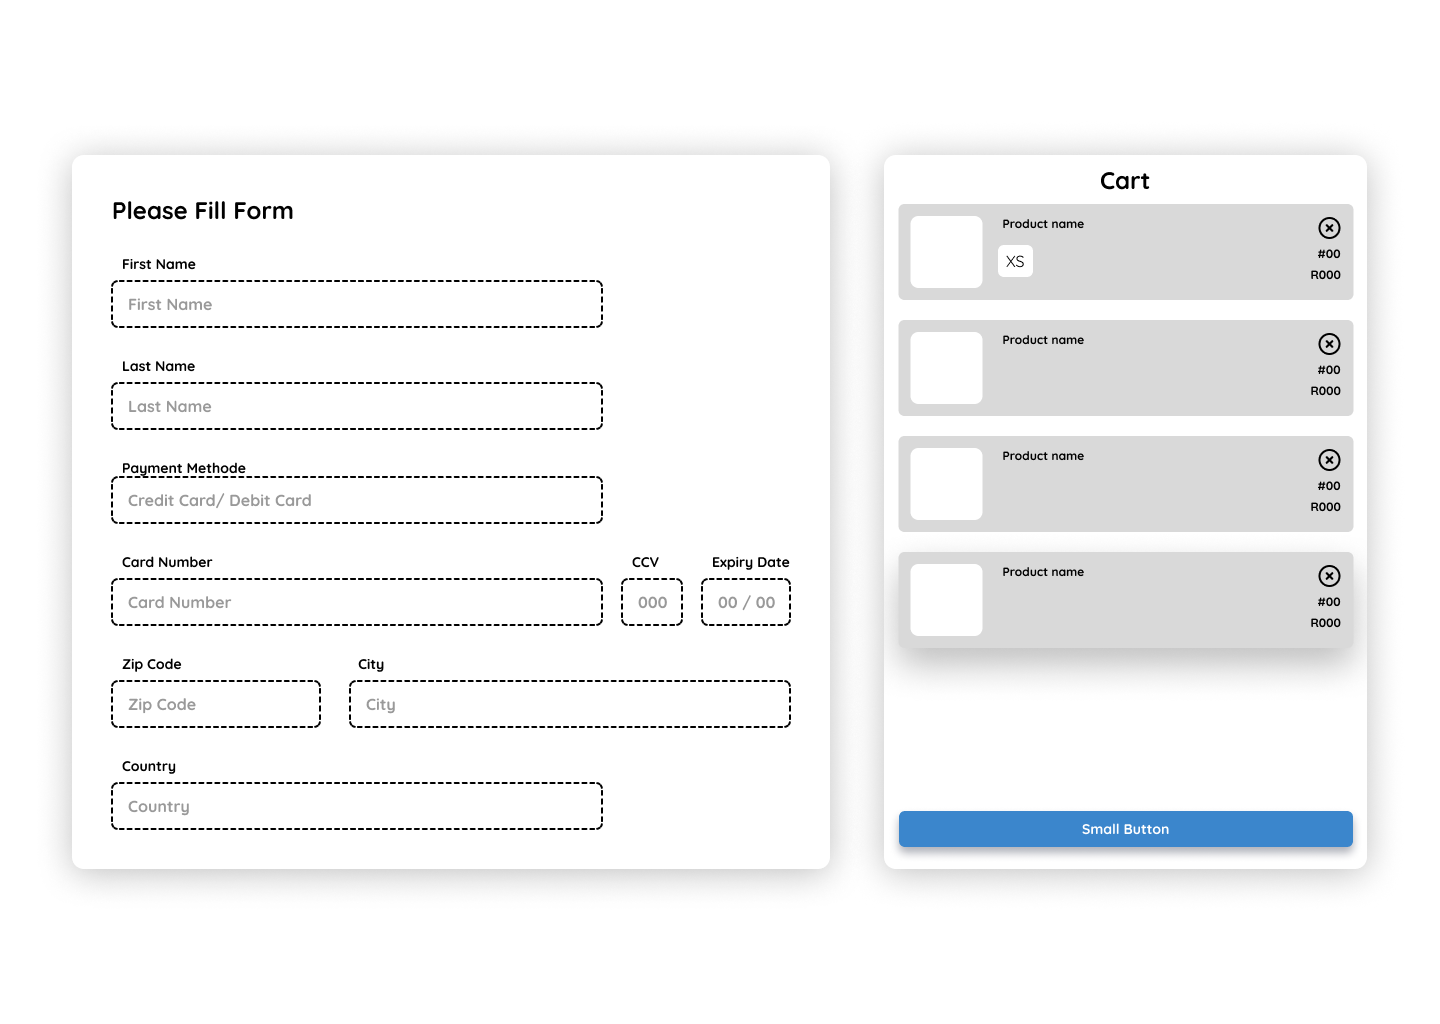 Please Fill Form
First Name
First Name
Last Name
Last Name
Payment Methode
Credit Card/ Debit Card
Card Number CCV Expiry Date
Card Number 000 00 / 00
Zip Code City
Zip Code City
Country
Country
Cart
Product name
XS
#00
R000
Product name
#00
R000
Product name
#00
R000
Product name
#00
R000
Small Button